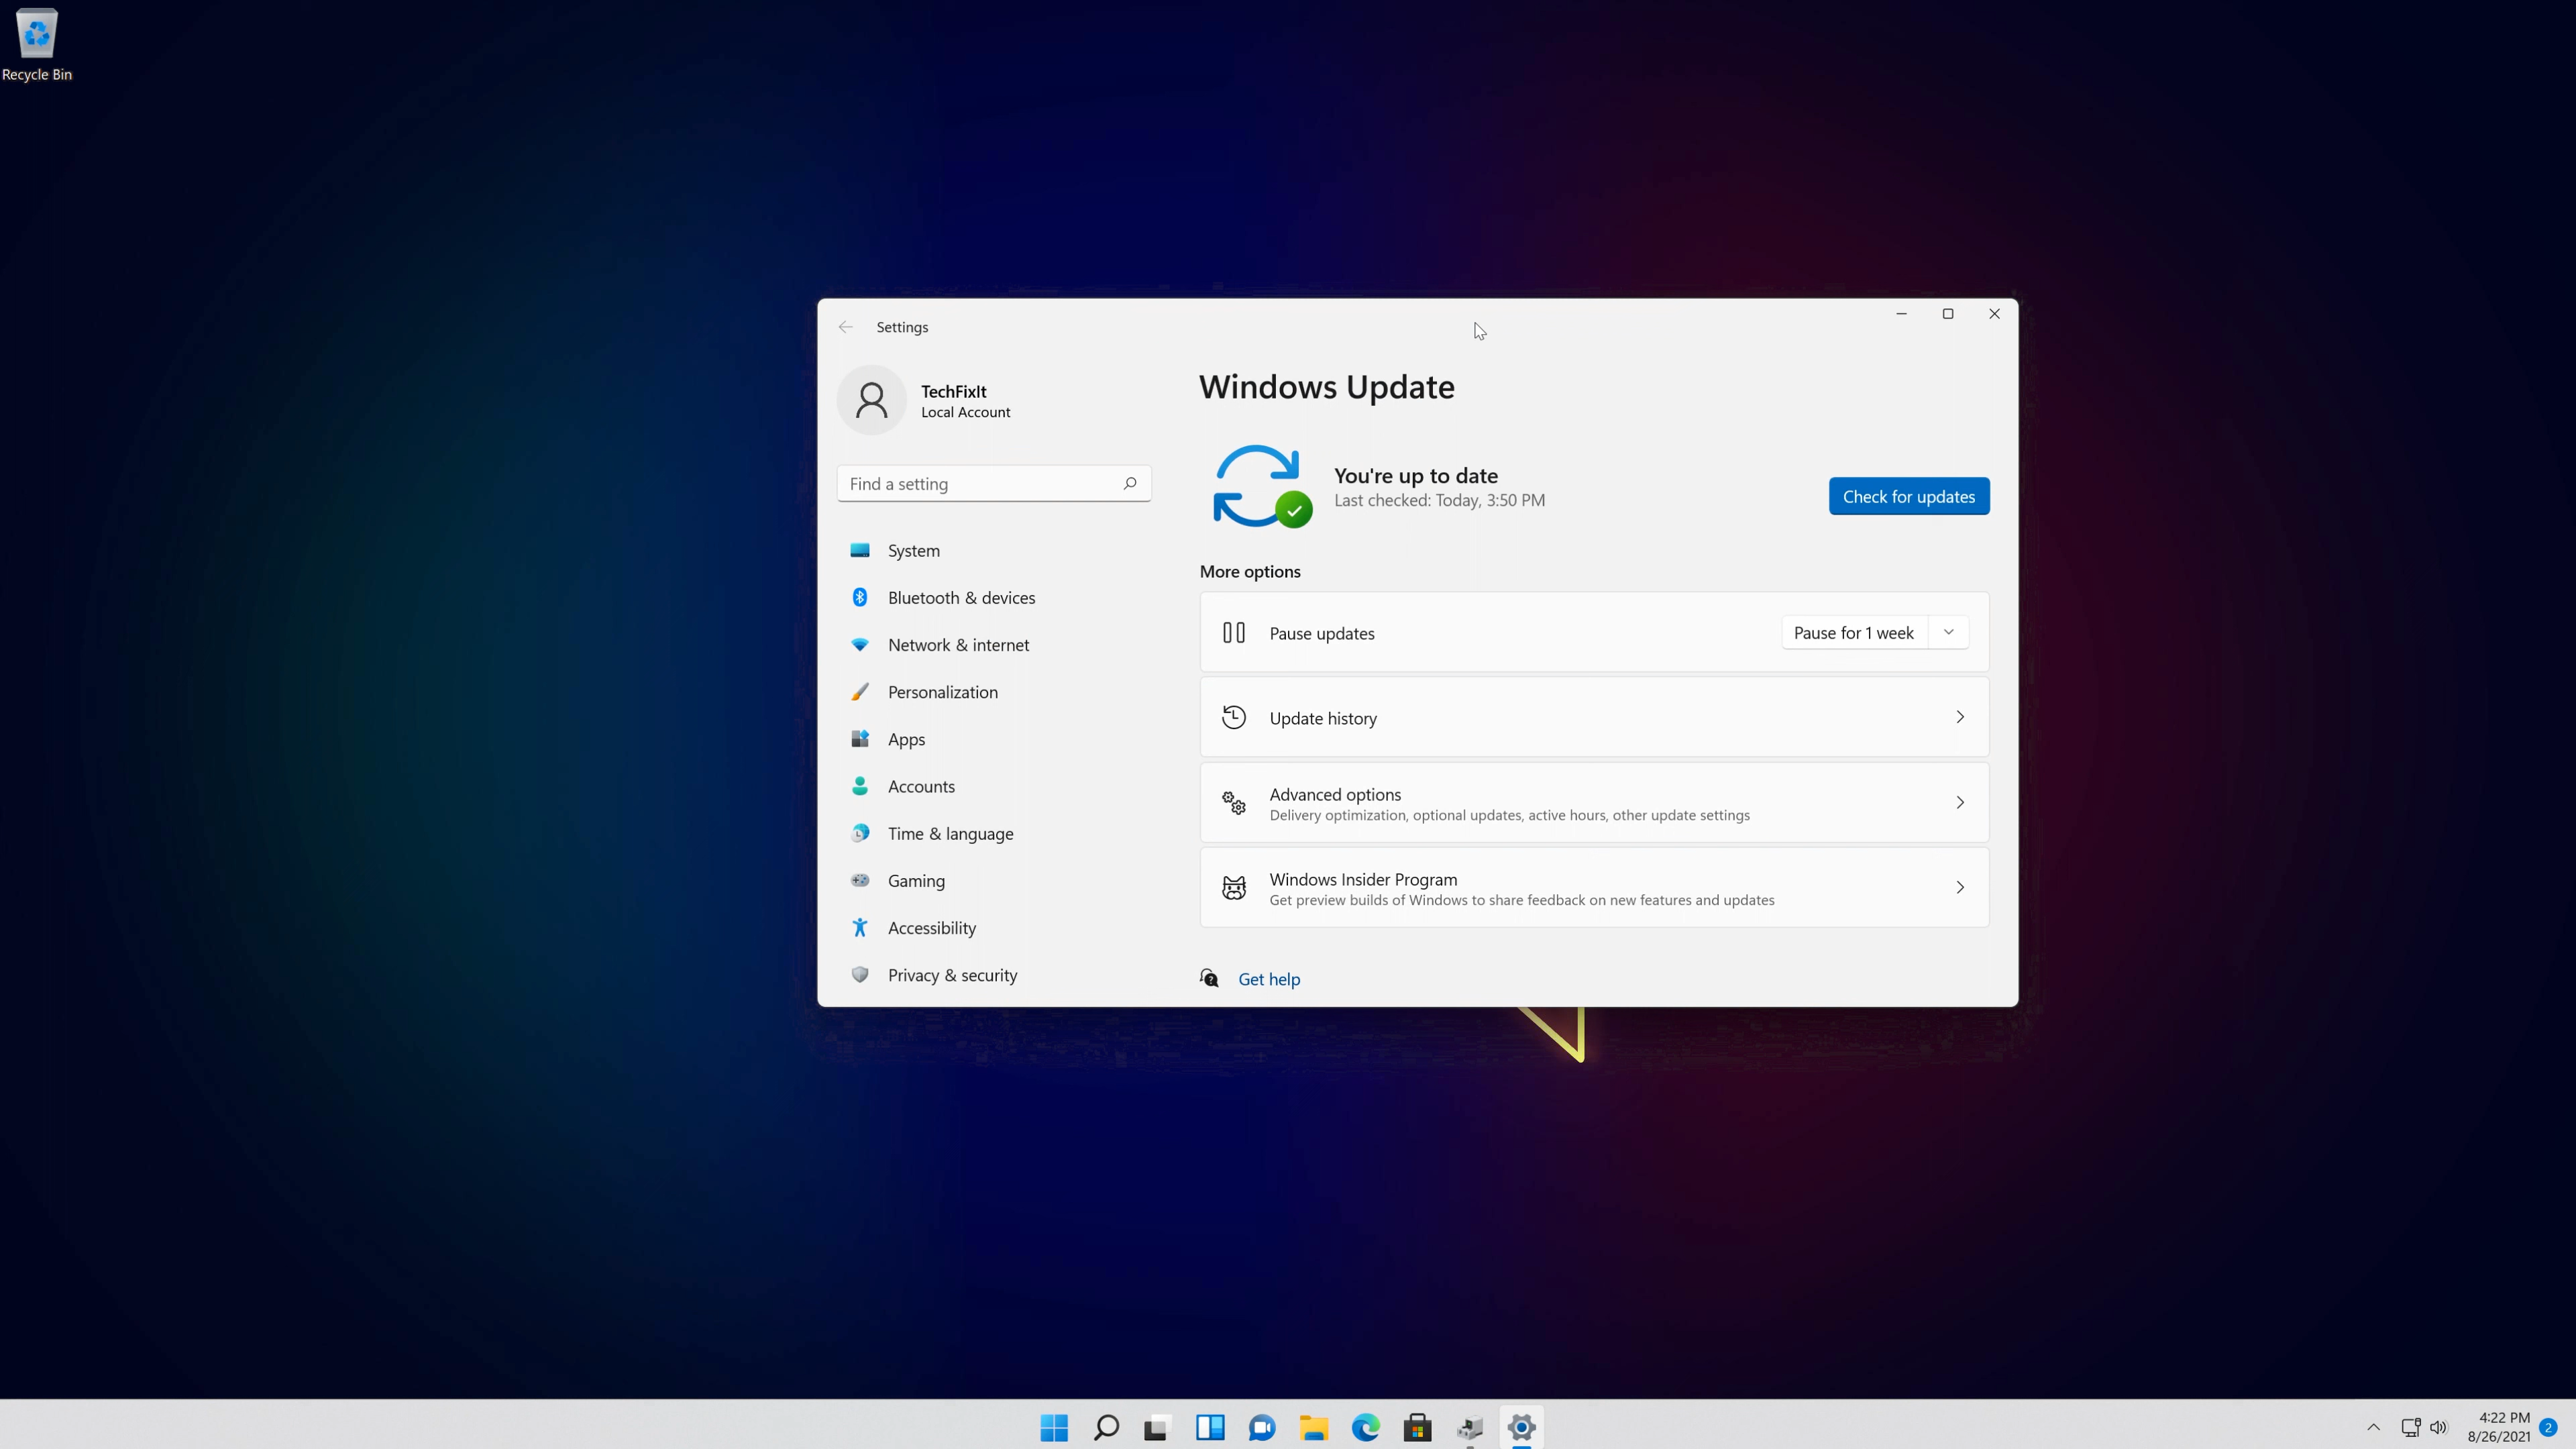 Recycle Bin
Settings
TechFixIt
Local Account
Find a setting
System
Bluetooth & devices
Network & internet
Personalization
Apps
Accounts
Time & language
Gaming
Accessibility
Privacy & security
Windows Update
You're up to date
Last checked: Today, 3:50 PM
Check for updates
More options
Pause updates
Pause for 1 week
Update history
Advanced options
Delivery optimization, optional updates, active hours, other update settings
Windows Insider Program
Get preview builds of Windows to share feedback on new features and updates
Get help
4:22 PM
8/26/2021
2